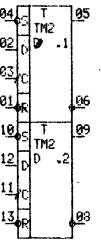 04 S T 05
TM2
02 D .1
03 C
01 R 06
10 S T 09
TM2
12 D .2
11 C
13 R 08